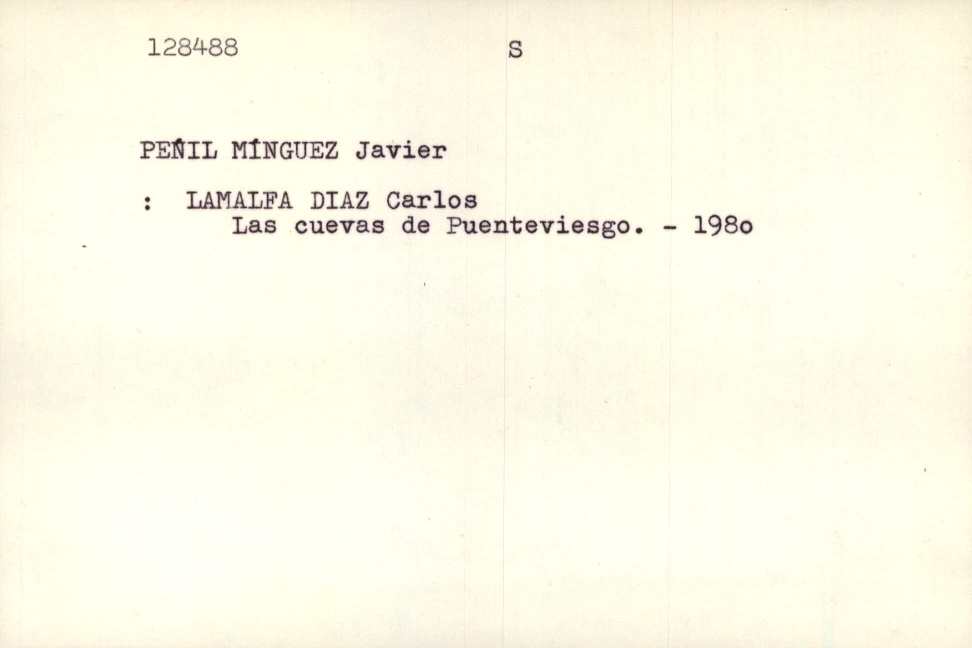 128488 S
PEÑIL MÍNGUEZ Javier
: LAMALFA DIAZ Carlos
Las cuevas de Puenteviesgo. - 198o